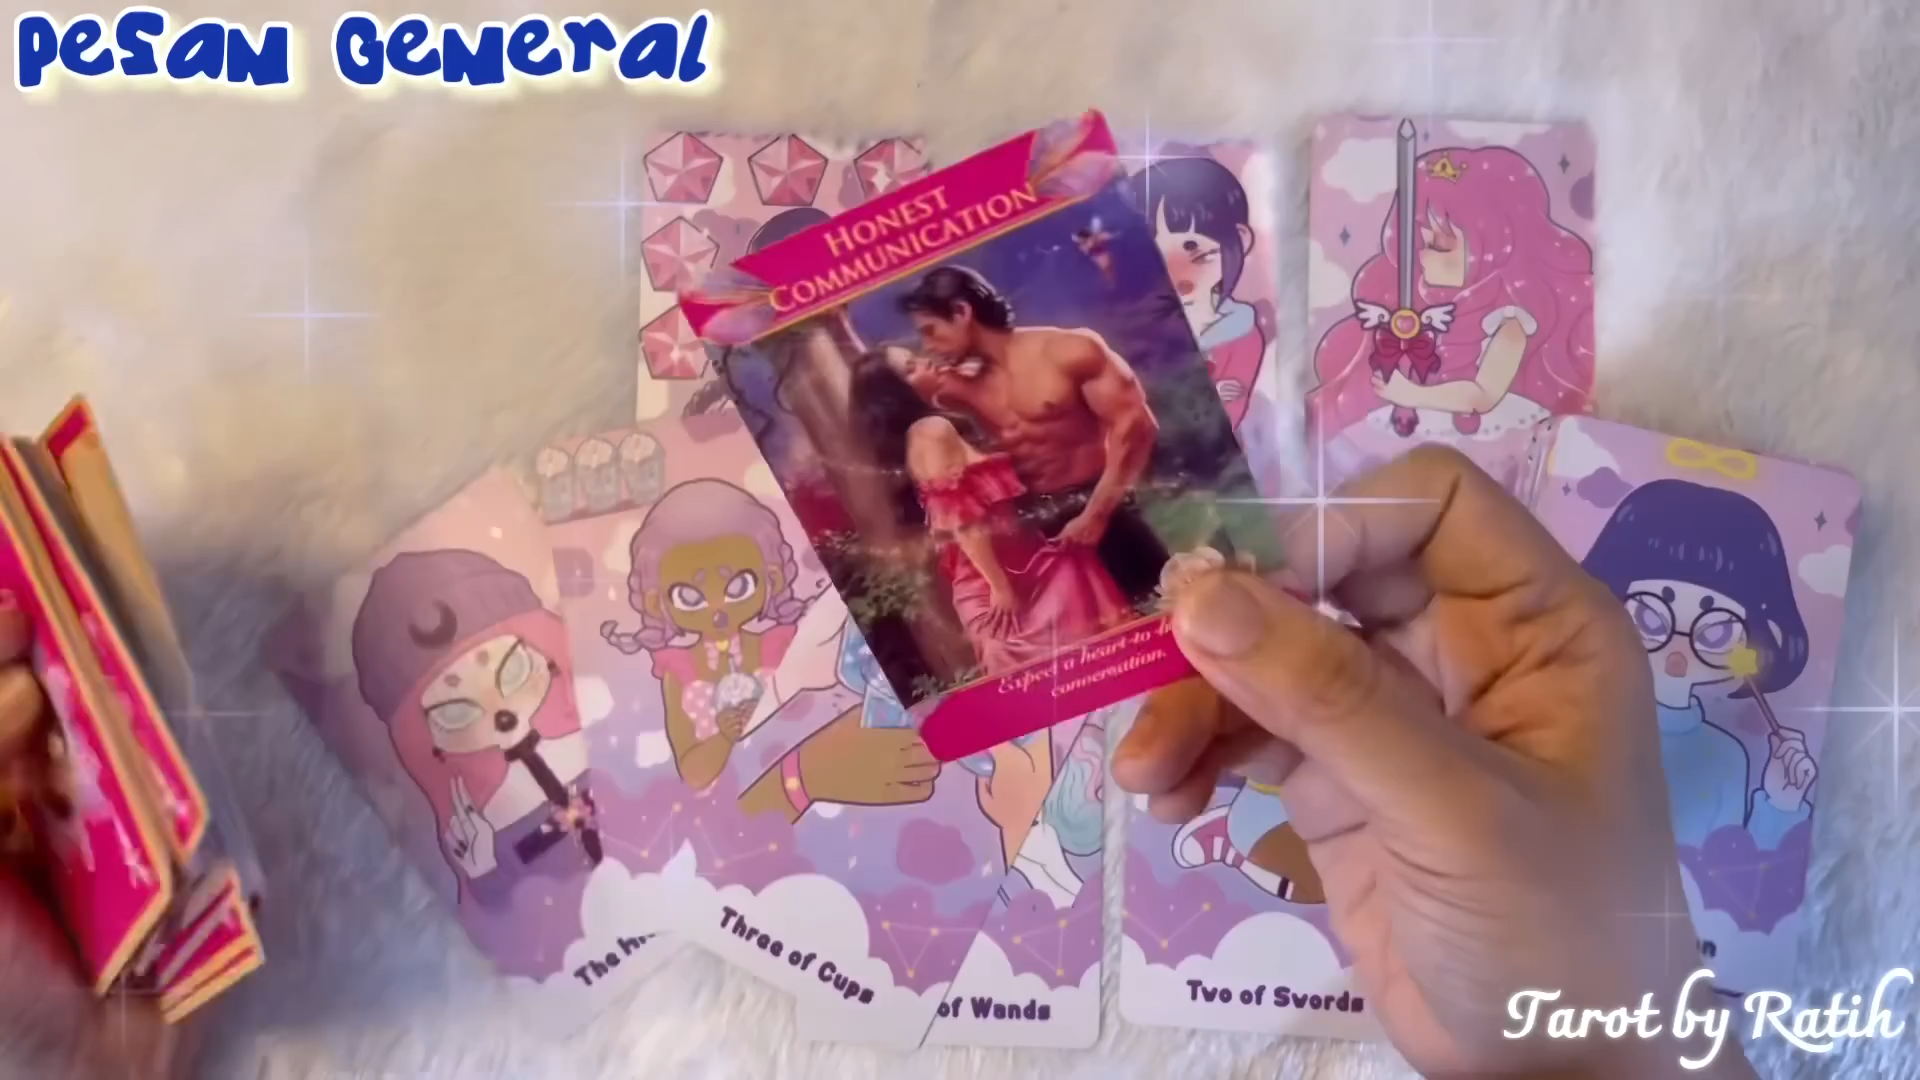 Pesan General
HONEST
COMMUNICATION
Expect a heart-to-
conversation.
The
Three of Cups
of Wands
Two of Swords
Tarot by Ratih